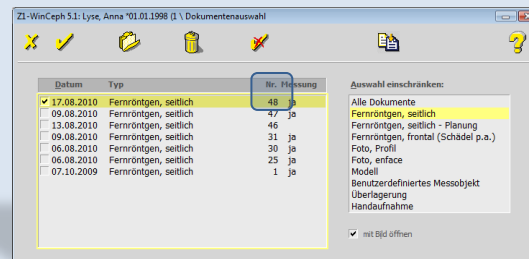 Z1-WinCeph 5.1: Lyse, Anna *01.01.1998 (1 \ Dokumentenauswahl
Datum Typ Nr. Messung
17.08.2010 Fernröntgen, seitlich 48 ja
09.08.2010 Fernröntgen, seitlich 47 ja
13.08.2010 Fernröntgen, seitlich 46
09.08.2010 Fernröntgen, seitlich 31 ja
06.08.2010 Fernröntgen, seitlich 30 ja
06.08.2010 Fernröntgen, seitlich 25 ja
07.10.2009 Fernröntgen, seitlich 1 ja
Auswahl einschränken:
Alle Dokumente
Fernröntgen, seitlich
Fernröntgen, seitlich - Planung
Fernröntgen, frontal (Schädel p.a.)
Foto, Profil
Foto, enface
Modell
Benutzerdefiniertes Messobjekt
Überlagerung
Handaufnahme
mit Bild öffnen